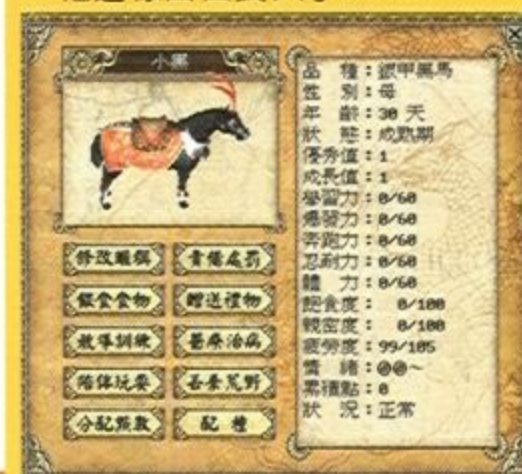 小黑
品 種：銀甲黑馬
性 別：母
年 齡：30 天
狀 態：成熟期
優秀值：1
成長值：1
學習力：0/60
爆發力：0/60
奔跑力：0/60
忍耐力：0/60
體 力：0/60
飽食度： 0/100
親密度： 0/100
疲勞度：99/105
情 緒：@@~
累積點：0
狀 況：正常
修改暱稱 責備處罰
餵食食物 贈送禮物
教導訓練 醫療治病
陪伴玩耍 丟棄荒野
分配點數 配 種